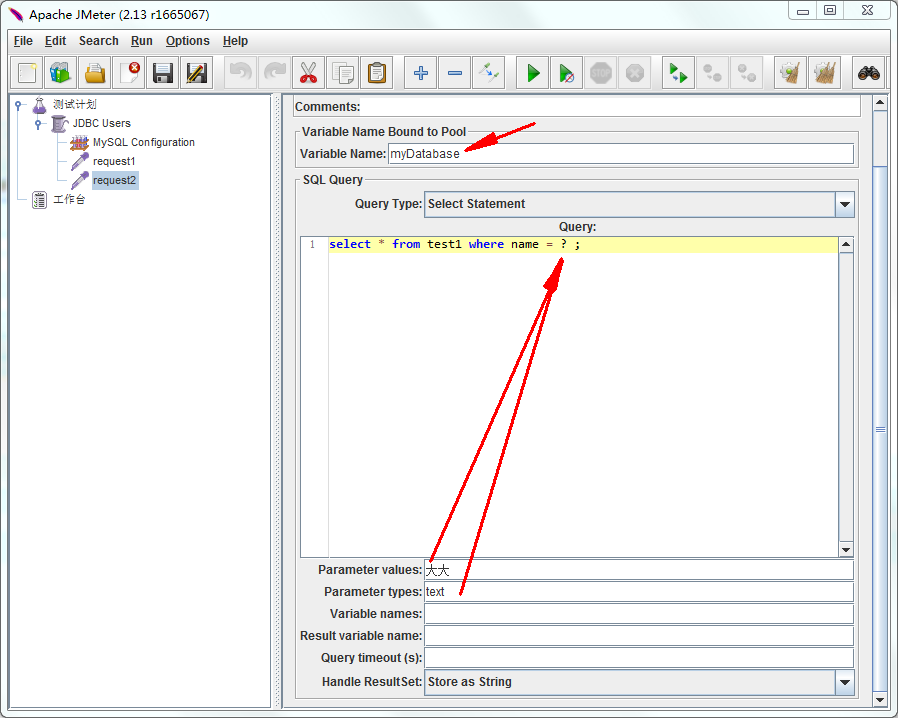 Apache JMeter (2.13 r1665067)
File Edit Search Run Options Help
STOP
测试计划
JDBC Users
MySQL Configuration
request1
request2
工作台
Comments:
Variable Name Bound to Pool
Variable Name: myDatabase
SQL Query
Query Type: Select Statement
Query:
1 select * from test1 where name = ? ;
Parameter values: 大大
Parameter types: text
Variable names:
Result variable name:
Query timeout (s):
Handle ResultSet: Store as String